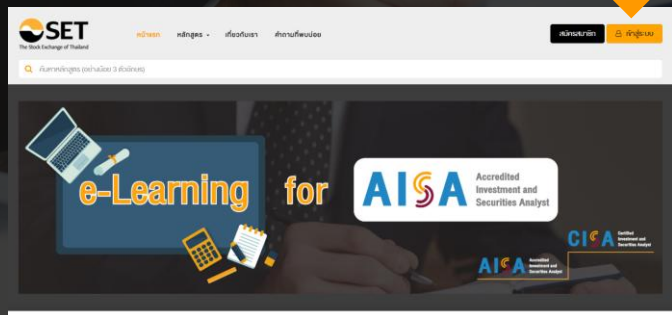 SET
The Stock Exchange of Thailand
หน้าแรก หลักสูตร เกี่ยวกับเรา คำถามที่พบบ่อย
สมัครสมาชิก เข้าสู่ระบบ
ค้นหาหลักสูตร (อย่างน้อย 3 ตัวอักษร)
e-Learning for AISA
Accredited
Investment and
Securities Analyst
CISA Certified
Investment and
Securities Analyst
AISA Accredited
Investment and
Securities Analyst